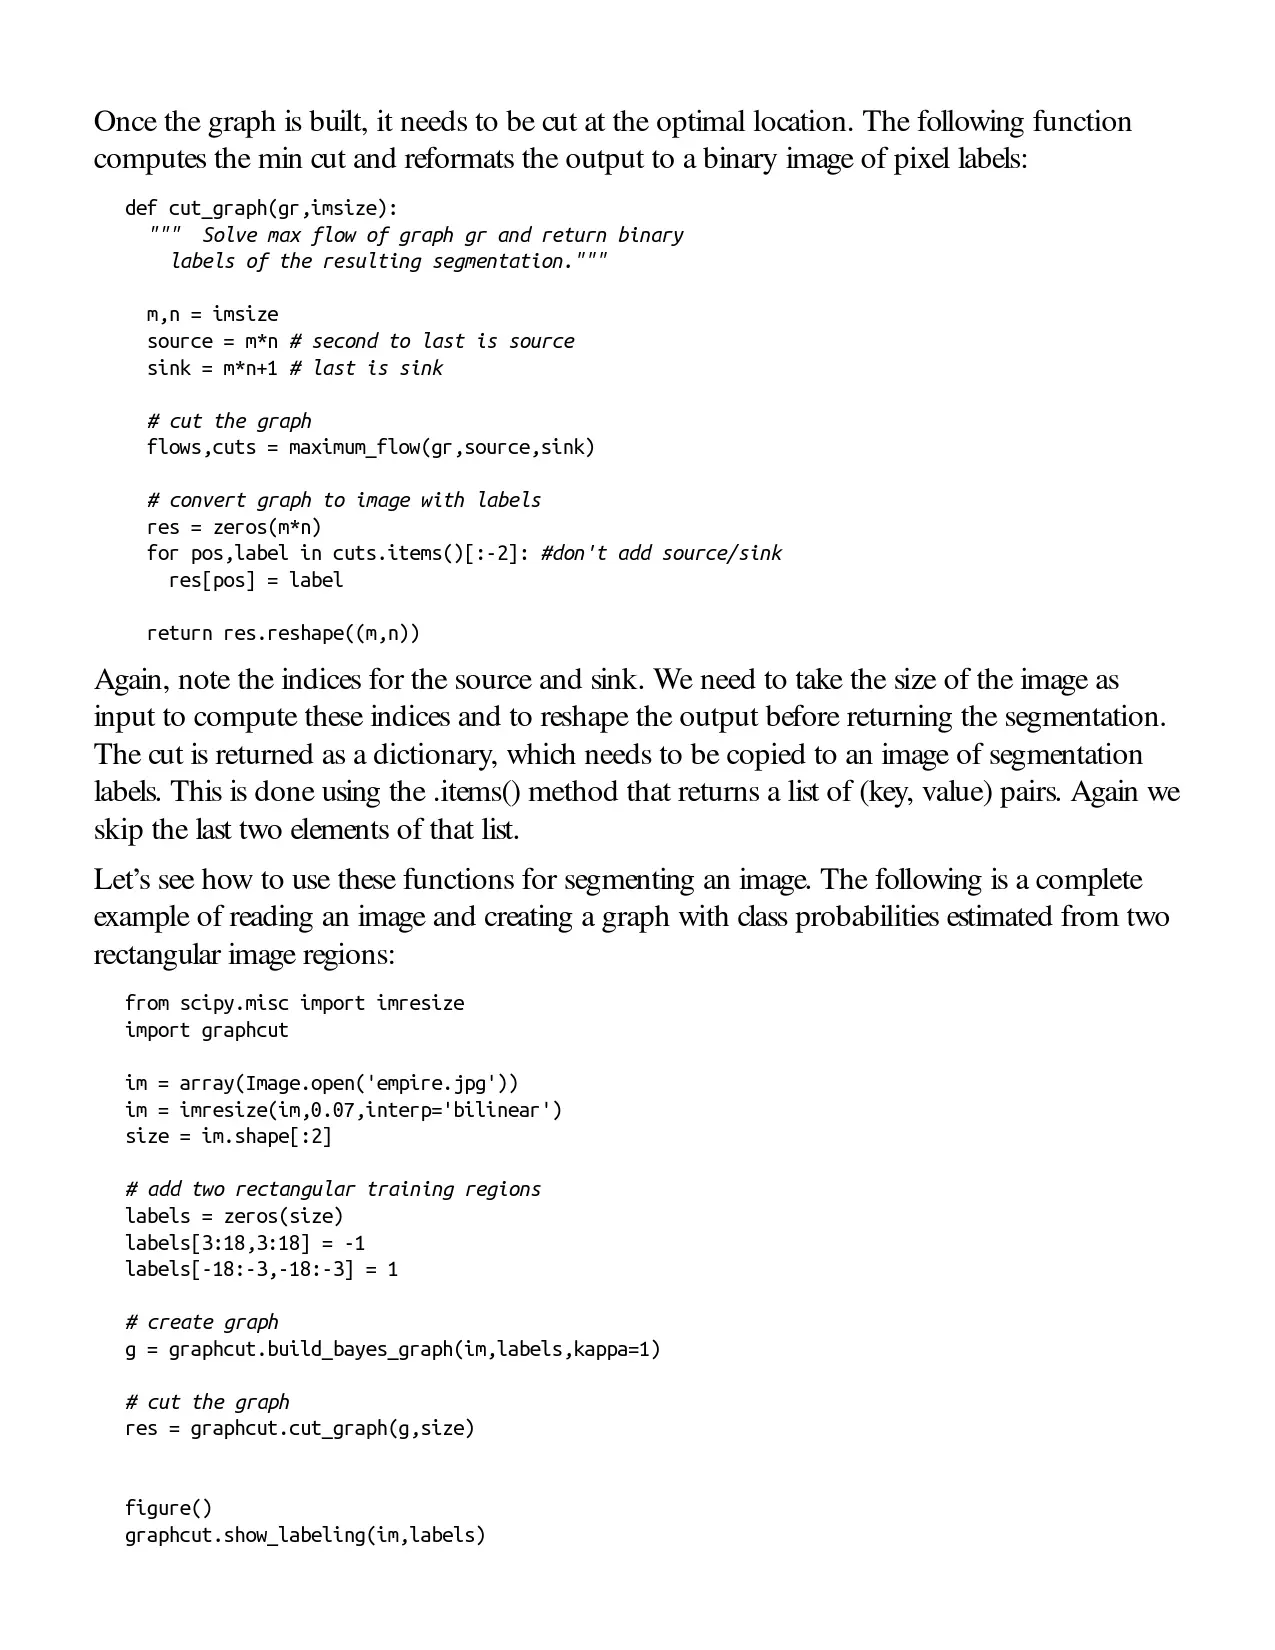 Once the graph is built, it needs to be cut at the optimal location. The following function
computes the min cut and reformats the output to a binary image of pixel labels:
def cut_graph(gr,imsize):
  """  Solve max flow of graph gr and return binary
    labels of the resulting segmentation."""

  m,n = imsize
  source = m*n # second to last is source
  sink = m*n+1 # last is sink

  # cut the graph
  flows,cuts = maximum_flow(gr,source,sink)

  # convert graph to image with labels
  res = zeros(m*n)
  for pos,label in cuts.items()[:-2]: #don't add source/sink
    res[pos] = label

  return res.reshape((m,n))
Again, note the indices for the source and sink. We need to take the size of the image as
input to compute these indices and to reshape the output before returning the segmentation.
The cut is returned as a dictionary, which needs to be copied to an image of segmentation
labels. This is done using the .items() method that returns a list of (key, value) pairs. Again we
skip the last two elements of that list.
Let’s see how to use these functions for segmenting an image. The following is a complete
example of reading an image and creating a graph with class probabilities estimated from two
rectangular image regions:
from scipy.misc import imresize
import graphcut

im = array(Image.open('empire.jpg'))
im = imresize(im,0.07,interp='bilinear')
size = im.shape[:2]

# add two rectangular training regions
labels = zeros(size)
labels[3:18,3:18] = -1
labels[-18:-3,-18:-3] = 1

# create graph
g = graphcut.build_bayes_graph(im,labels,kappa=1)

# cut the graph
res = graphcut.cut_graph(g,size)

figure()
graphcut.show_labeling(im,labels)